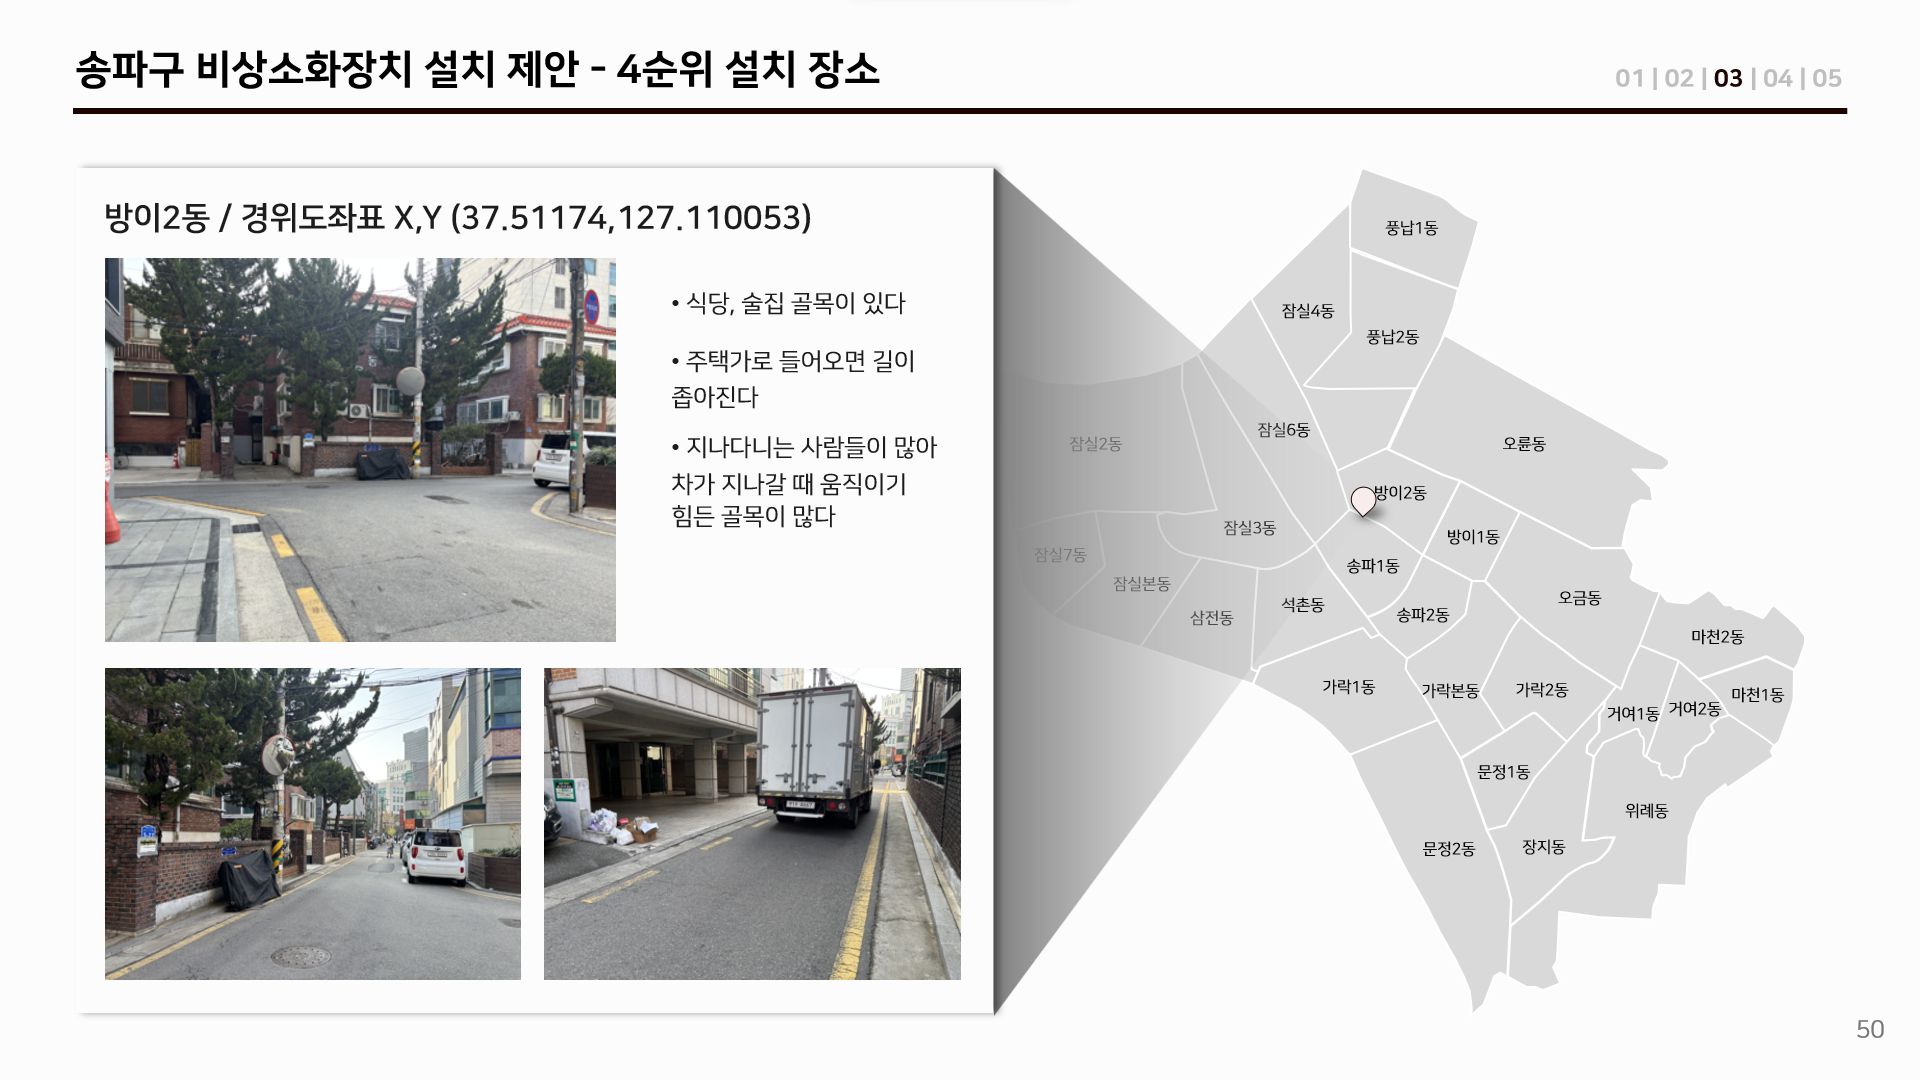 송파구 비상소화장치 설치 제안 - 4순위 설치 장소
01 | 02 | 03 | 04 | 05
방이2동 / 경위도좌표 X,Y (37.51174,127.110053)
• 식당, 술집 골목이 있다
• 주택가로 들어오면 길이
좁아진다
• 지나다니는 사람들이 많아
차가 지나갈 때 움직이기
힘든 골목이 많다
풍납1동
잠실4동
풍납2동
잠실6동
잠실2동
오륜동
방이2동
잠실3동
방이1동
잠실7동
송파1동
잠실본동
오금동
석촌동
송파2동
삼전동
마천2동
가락1동
가락본동
가락2동
마천1동
거여1동
거여2동
문정1동
위례동
문정2동
장지동
50